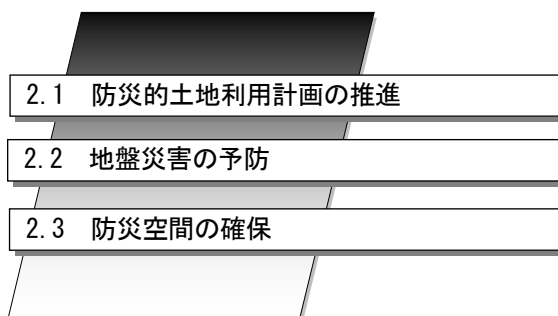 2.1　防災的土地利用計画の推進
2.2　地盤災害の予防
2.3　防災空間の確保